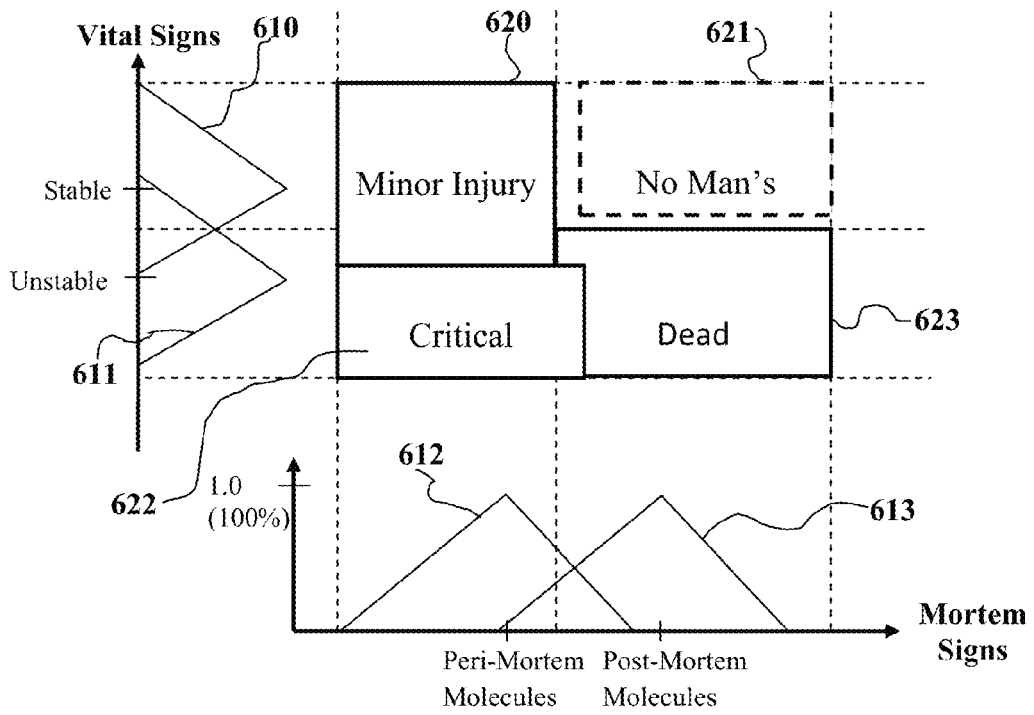 Vital Signs
610
620
621
Stable
Minor Injury
No Man's
Unstable
Critical
Dead
623
611
622
1.0
(100%)
612
613
Mortem
Signs
Peri-Mortem
Molecules
Post-Mortem
Molecules